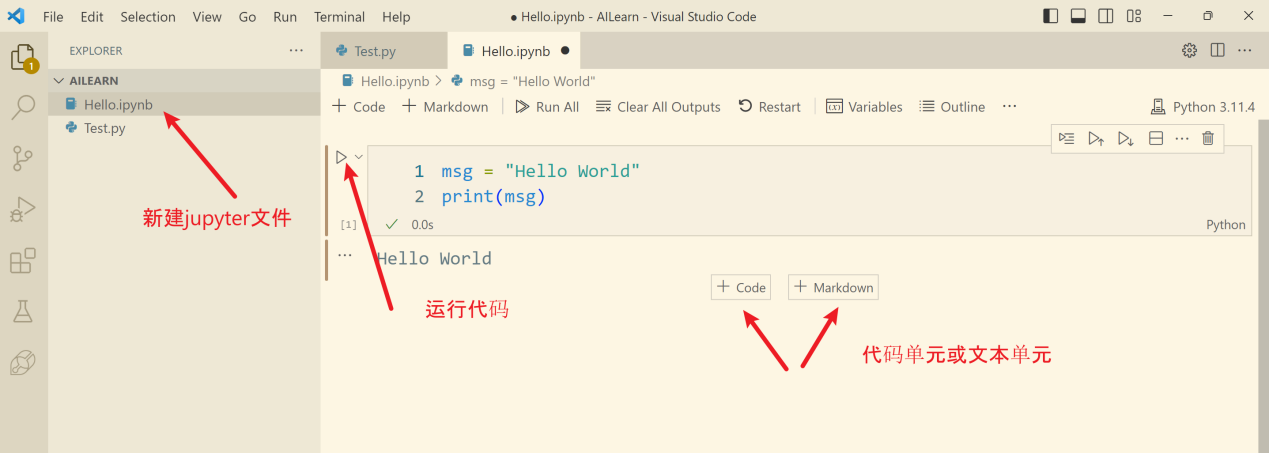 File Edit Selection View Go Run Terminal Help ● Hello.ipynb - AILearn - Visual Studio Code
EXPLORER ···
Test.py Hello.ipynb ●
1
AILEARN
Hello.ipynb > msg = "Hello World"
Hello.ipynb
+ Code + Markdown Run All Clear All Outputs Restart Variables Outline ··· Python 3.11.4
Test.py
1 msg = "Hello World"
2 print(msg)
新建jupyter文件
[1] ✓ 0.0s Python
Hello World
+ Code + Markdown
运行代码
代码单元或文本单元